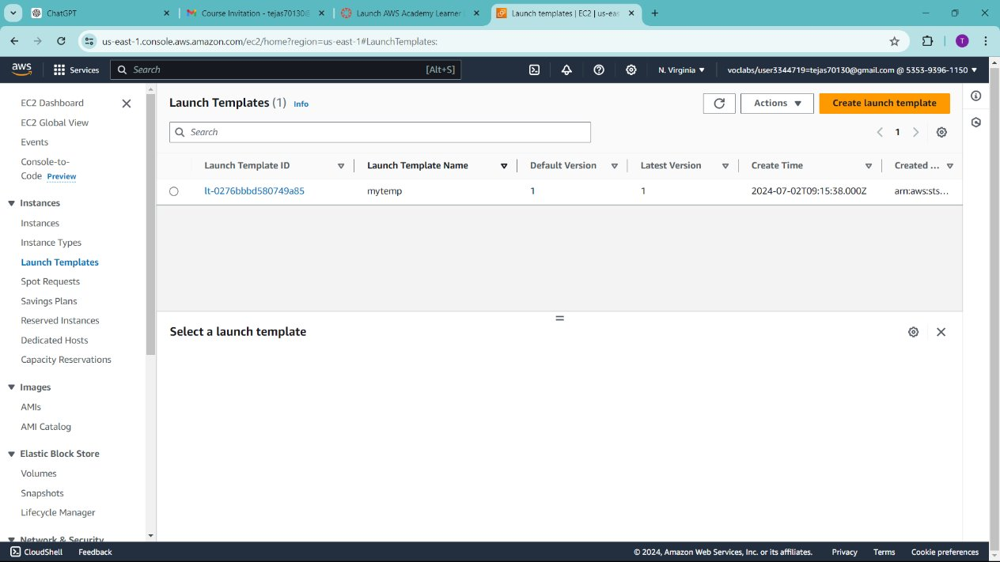 ChatGPT
Course Invitation - tejas70130@
Launch AWS Academy Learner
Launch templates | EC2 | us-eas
us-east-1.console.aws.amazon.com/ec2/home?region=us-east-1#LaunchTemplates:
T
aws
Services
Search
[Alt+S]
N. Virginia
voclabs/user3344719=tejas70130@gmail.com @ 5353-9396-1150
EC2 Dashboard
EC2 Global View
Events
Console-to-
Code Preview
Instances
Instances
Instance Types
Launch Templates
Spot Requests
Savings Plans
Reserved Instances
Dedicated Hosts
Capacity Reservations
Images
AMIs
AMI Catalog
Elastic Block Store
Volumes
Snapshots
Lifecycle Manager
Network & Security
Launch Templates (1) Info
Actions
Create launch template
Search
1
Launch Template ID Launch Template Name Default Version Latest Version Create Time Created ...
lt-0276bbbd580749a85 mytemp 1 1 2024-07-02T09:15:38.000Z arn:aws:sts...
Select a launch template
CloudShell Feedback
© 2024, Amazon Web Services, Inc. or its affiliates. Privacy Terms Cookie preferences